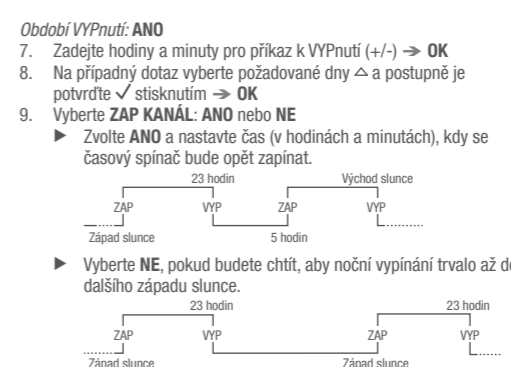 Období VYPnutí: ANO
7. Zadejte hodiny a minuty pro příkaz k VYPnutí (+/-) ➔ OK
8. Na případný dotaz vyberte požadované dny △ a postupně je
potvrďte ✓ stisknutím ➔ OK
9. Vyberte ZAP KANÁL: ANO nebo NE
▶ Zvolte ANO a nastavte čas (v hodinách a minutách), kdy se
časový spínač bude opět zapínat.
23 hodin Východ slunce
ZAP VYP ZAP VYP
Západ slunce 5 hodin
▶ Vyberte NE, pokud budete chtít, aby noční vypínání trvalo až do
dalšího západu slunce.
23 hodin 23 hodin
ZAP VYP ZAP VYP
Západ slunce Západ slunce